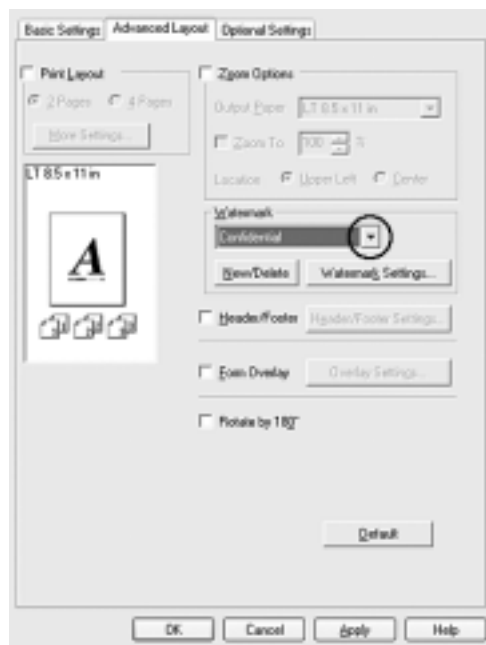 Basic Settings Advanced Layout Optional Settings
Print Layout
2 Pages 4 Pages
More Settings...
LT 8.5 x 11 in
A
Zoom Options
Output Paper LT 8.5 x 11 in
Zoom To 100 %
Location Upper Left Center
Watermark
Confidential
New/Delete Watermark Settings...
Header/Footer Header/Footer Settings...
Form Overlay Overlay Settings...
Rotate by 180°
Default
OK Cancel Apply Help